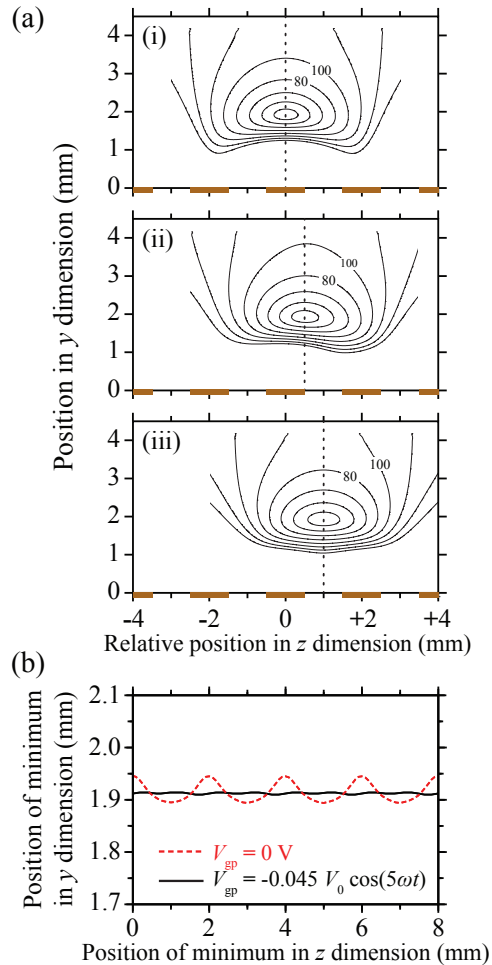 (a)
(i)
100
80
4
3
2
1
0
(ii)
100
80
4
3
2
1
0
(iii)
100
80
4
3
2
1
0
Position in y dimension (mm)
-4 -2 0 +2 +4
Relative position in z dimension (mm)
(b)
2.1
2.0
1.9
1.8
1.7
Position of minimum
in y dimension (mm)
V_gp = 0 V
V_gp = -0.045 V_0 cos(5ωt)
0 2 4 6 8
Position of minimum in z dimension (mm)